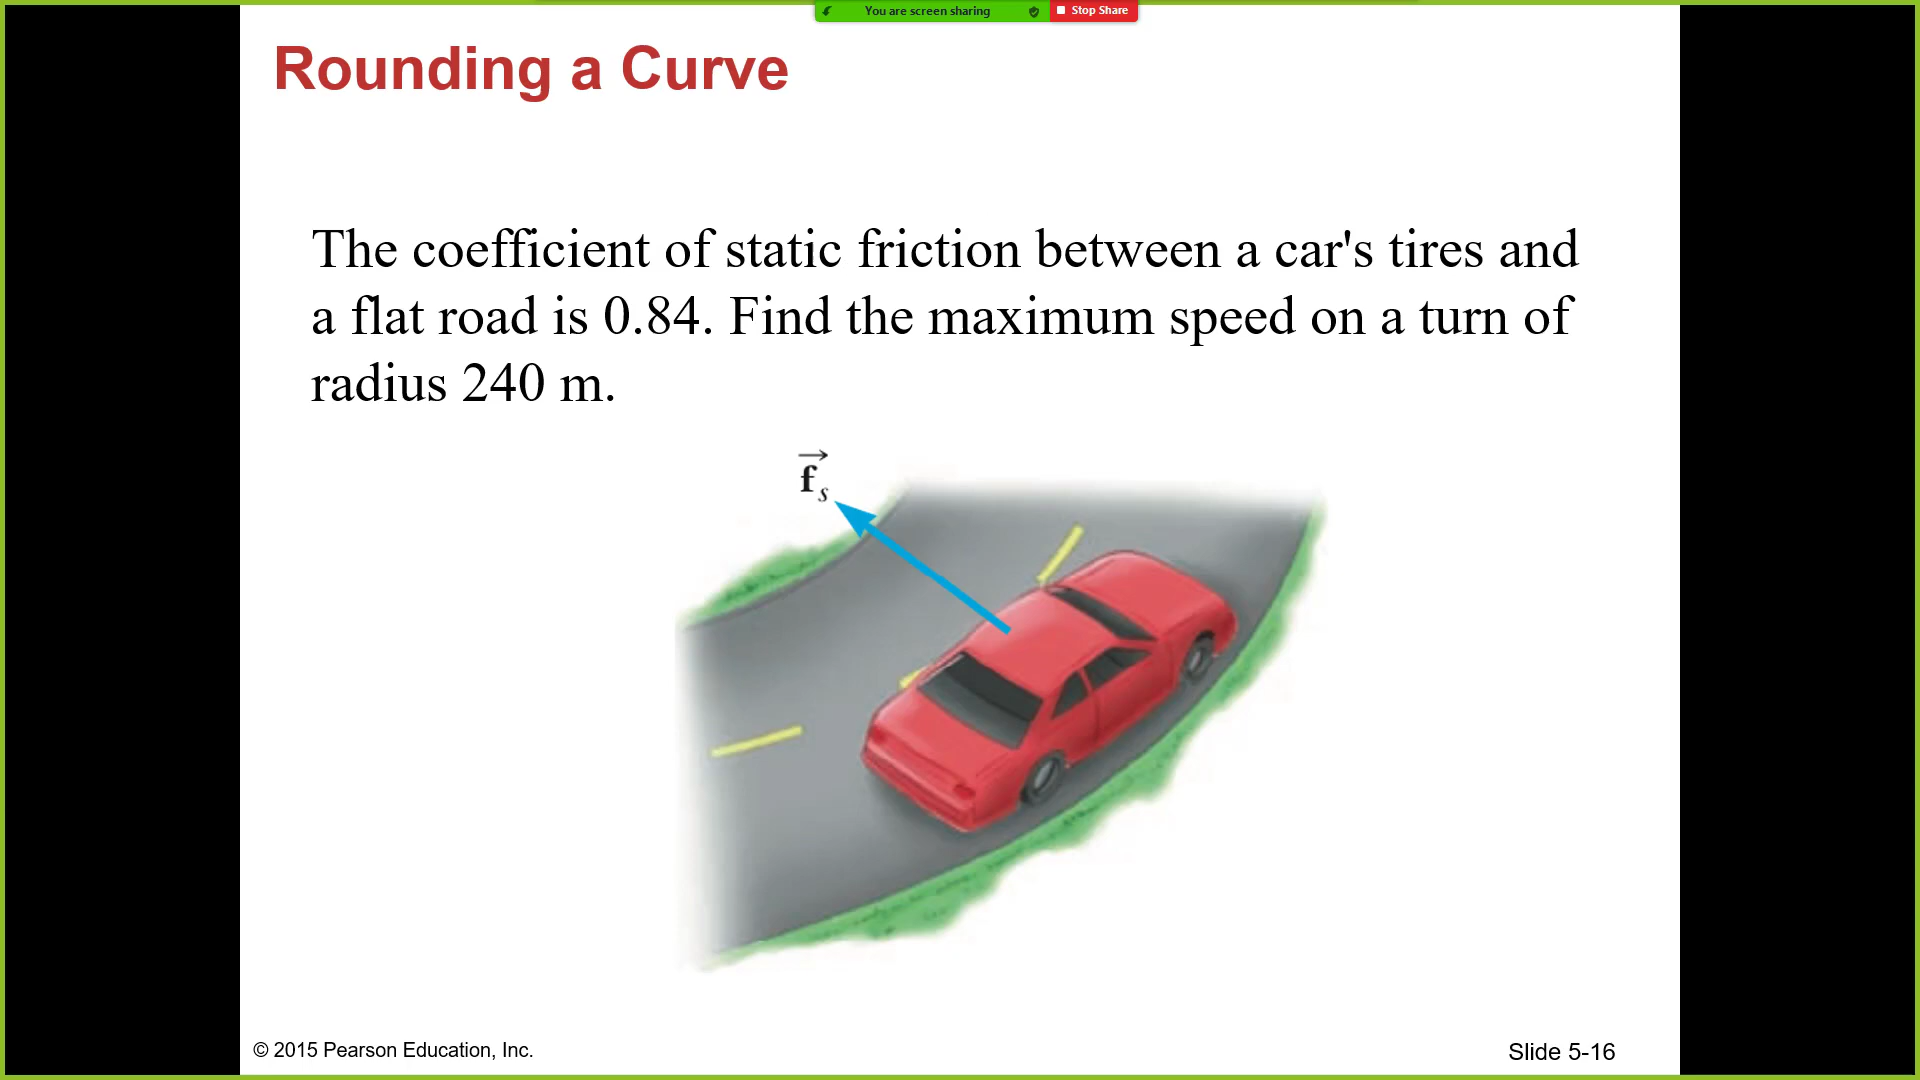 You are screen sharing
Stop Share
Rounding a Curve
The coefficient of static friction between a car's tires and
a flat road is 0.84. Find the maximum speed on a turn of
radius 240 m.
f⃗s
© 2015 Pearson Education, Inc.
Slide 5-16